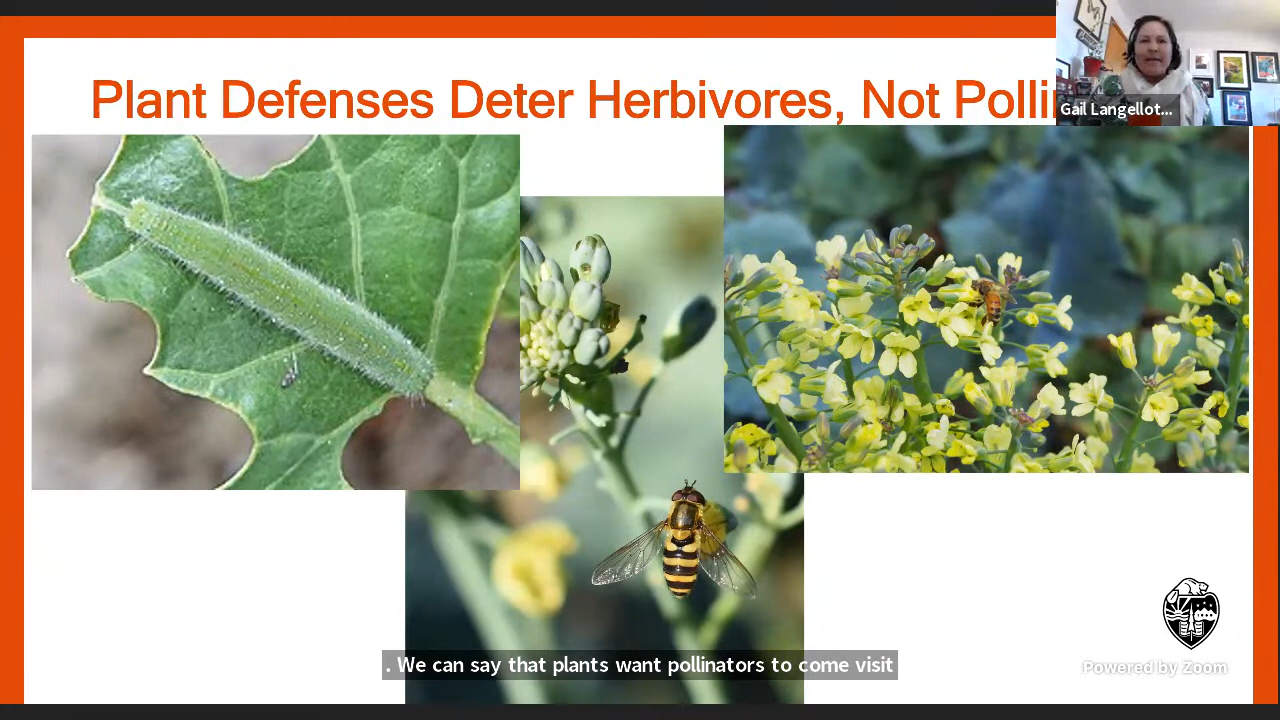 Plant Defenses Deter Herbivores, Not Polli
Gail Langellot...
. We can say that plants want pollinators to come visit
Powered by Zoom